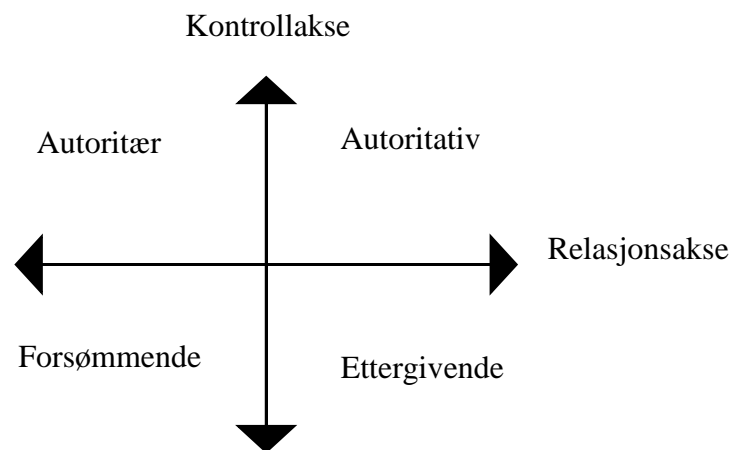 Kontrollakse
Autoritær
Autoritativ
Relasjonsakse
Forsømmende
Ettergivende